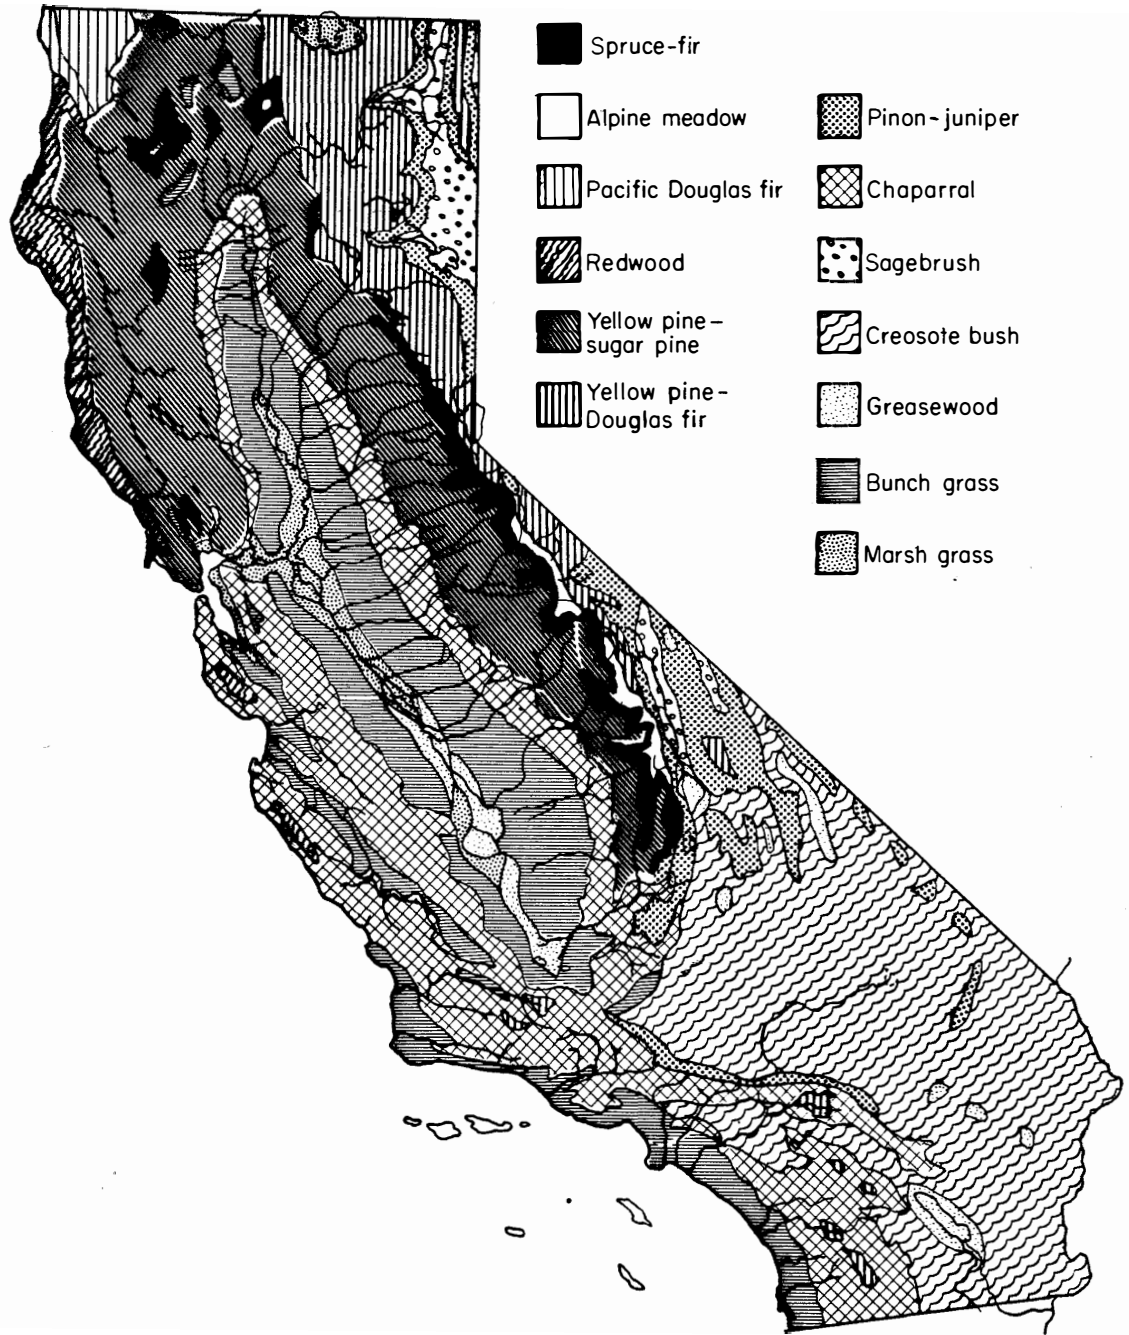 Spruce-fir
Alpine meadow
Pacific Douglas fir
Redwood
Yellow pine-
sugar pine
Yellow pine-
Douglas fir
Pinon-juniper
Chaparral
Sagebrush
Creosote bush
Greasewood
Bunch grass
Marsh grass